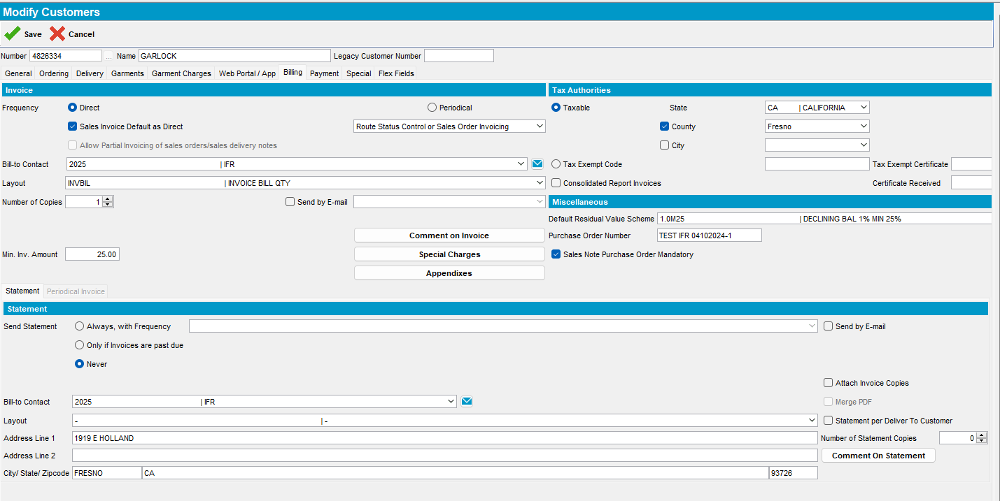 Modify Customers
Save Cancel
Number 4826334 ... Name GARLOCK Legacy Customer Number
General Ordering Delivery Garments Garment Charges Web Portal / App Billing Payment Special Flex Fields
Invoice
Frequency Direct Periodical
Sales Invoice Default as Direct Route Status Control or Sales Order Invoicing
Allow Partial Invoicing of sales orders/sales delivery notes
Bill-to Contact 2025 | IFR
Layout INVBIL | INVOICE BILL QTY
Number of Copies 1 Send by E-mail
Comment on Invoice
Min. Inv. Amount 25.00 Special Charges
Appendixes
Tax Authorities
Taxable State CA | CALIFORNIA
County Fresno
City
Tax Exempt Code Tax Exempt Certificate
Consolidated Report Invoices Certificate Received
Miscellaneous
Default Residual Value Scheme 1.0M25 | DECLINING BAL 1% MIN 25%
Purchase Order Number TEST IFR 04102024-1
Sales Note Purchase Order Mandatory
Statement Periodical Invoice
Statement
Send Statement Always, with Frequency Send by E-mail
Only if Invoices are past due
Never
Attach Invoice Copies
Bill-to Contact 2025 | IFR Merge PDF
Layout - | - Statement per Deliver To Customer
Address Line 1 1919 E HOLLAND Number of Statement Copies 0
Address Line 2 Comment On Statement
City/ State/ Zipcode FRESNO CA 93726